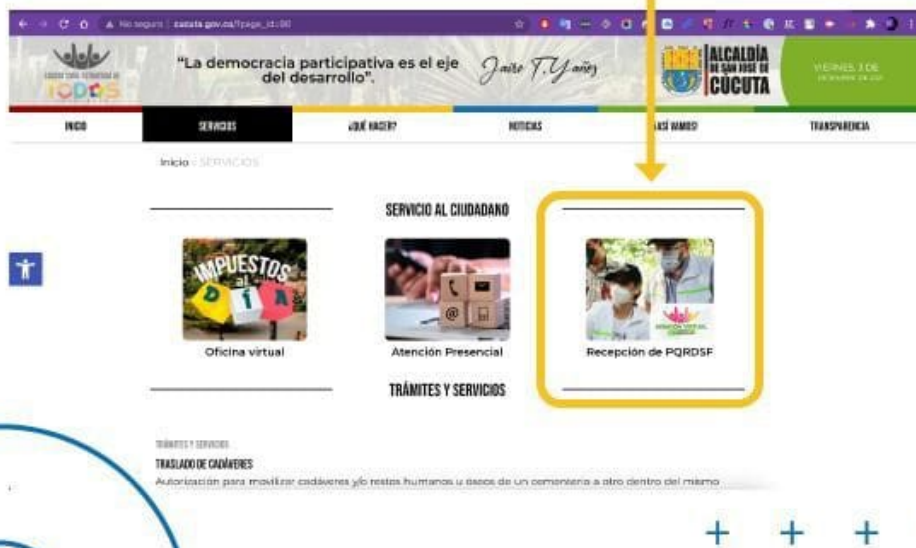 No seguro cucuta.gov.co/?page_id=90
"La democracia participativa es el eje
del desarrollo".
Jairo T. Yañez
ALCALDÍA
DE SAN JOSÉ DE
CÚCUTA
VIERNES, 3 DE
TODOS
INICIO
SERVICIOS
¿QUÉ HACER?
NOTICIAS
¡ASÍ VAMOS!
TRANSPARENCIA
Inicio / SERVICIOS
SERVICIO AL CIUDADANO
IMPUESTOS
al
DÍA
@
Oficina virtual
Atención Presencial
Recepción de PQRDSF
TRÁMITES Y SERVICIOS
TRÁMITES Y SERVICIOS
TRASLADO DE CADÁVERES
Autorización para movilizar cadáveres y/o restos humanos u óseos de un cementerio a otro dentro del mismo